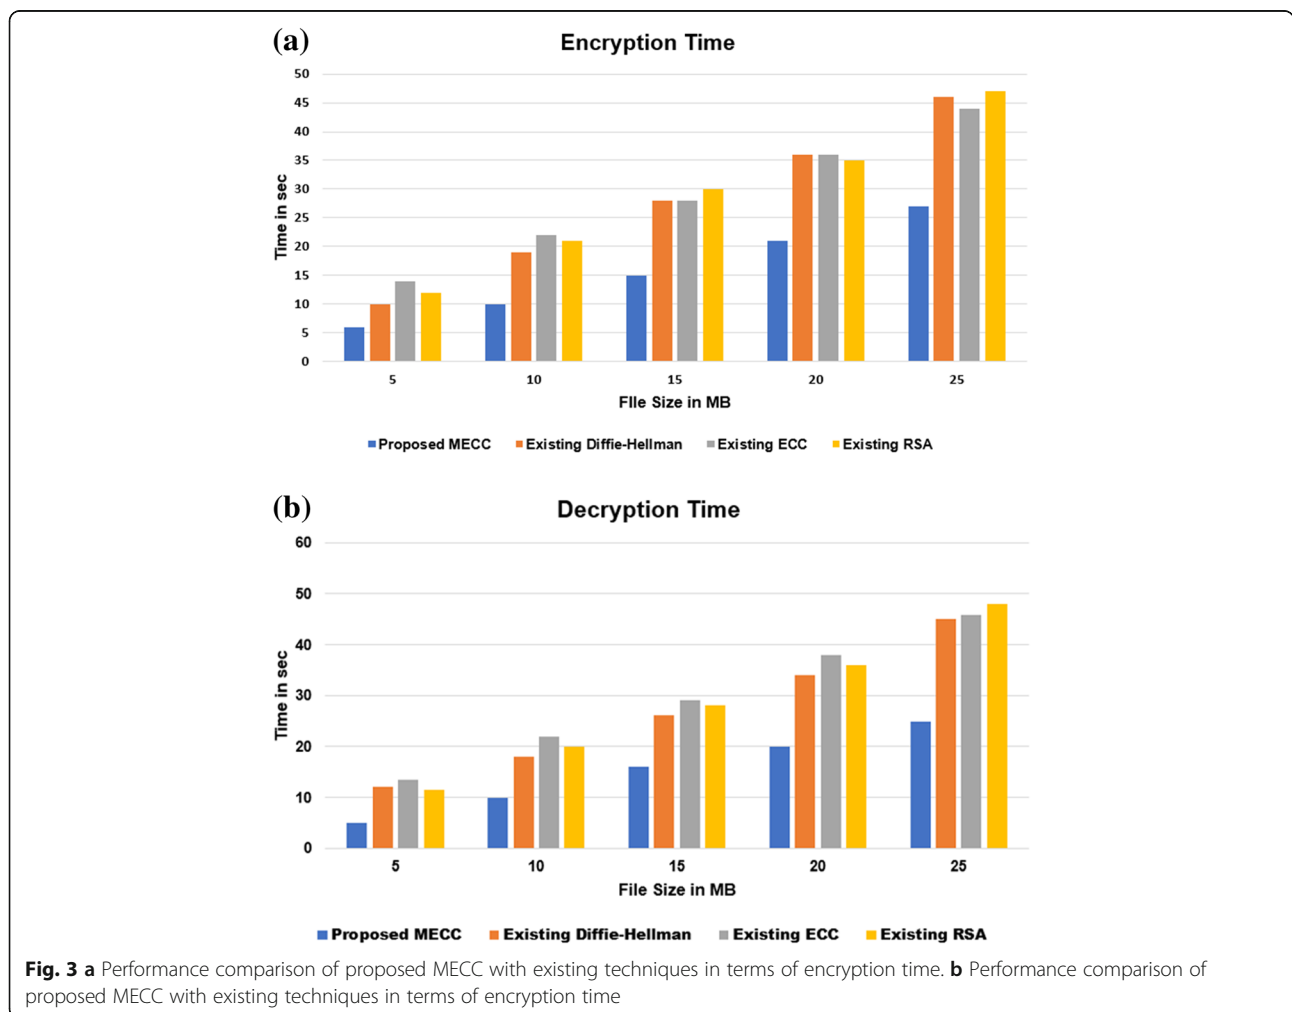 (a)
Encryption Time
50
45
40
35
30
25
20
15
10
5
0
Time in sec
5 10 15 20 25
FIle Size in MB
Proposed MECC Existing Diffie-Hellman Existing ECC Existing RSA
(b)
Decryption Time
60
50
40
30
20
10
0
Time in sec
5 10 15 20 25
File Size in MB
Proposed MECC Existing Diffie-Hellman Existing ECC Existing RSA
Fig. 3 a Performance comparison of proposed MECC with existing techniques in terms of encryption time. b Performance comparison of
proposed MECC with existing techniques in terms of encryption time